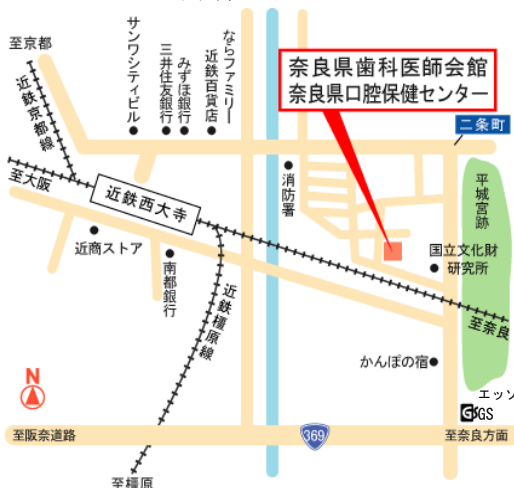 至京都
近鉄京都線
サンワシティビル
三井住友銀行
みずほ銀行
近鉄百貨店
ならファミリー
奈良県歯科医師会館
奈良県口腔保健センター
二条町
至大阪
近鉄西大寺
消防署
平城宮跡
近商ストア
南都銀行
近鉄橿原線
国立文化財
研究所
至奈良
かんぽの宿
N
エッソ
GS
至阪奈道路
369
至奈良方面
至橿原